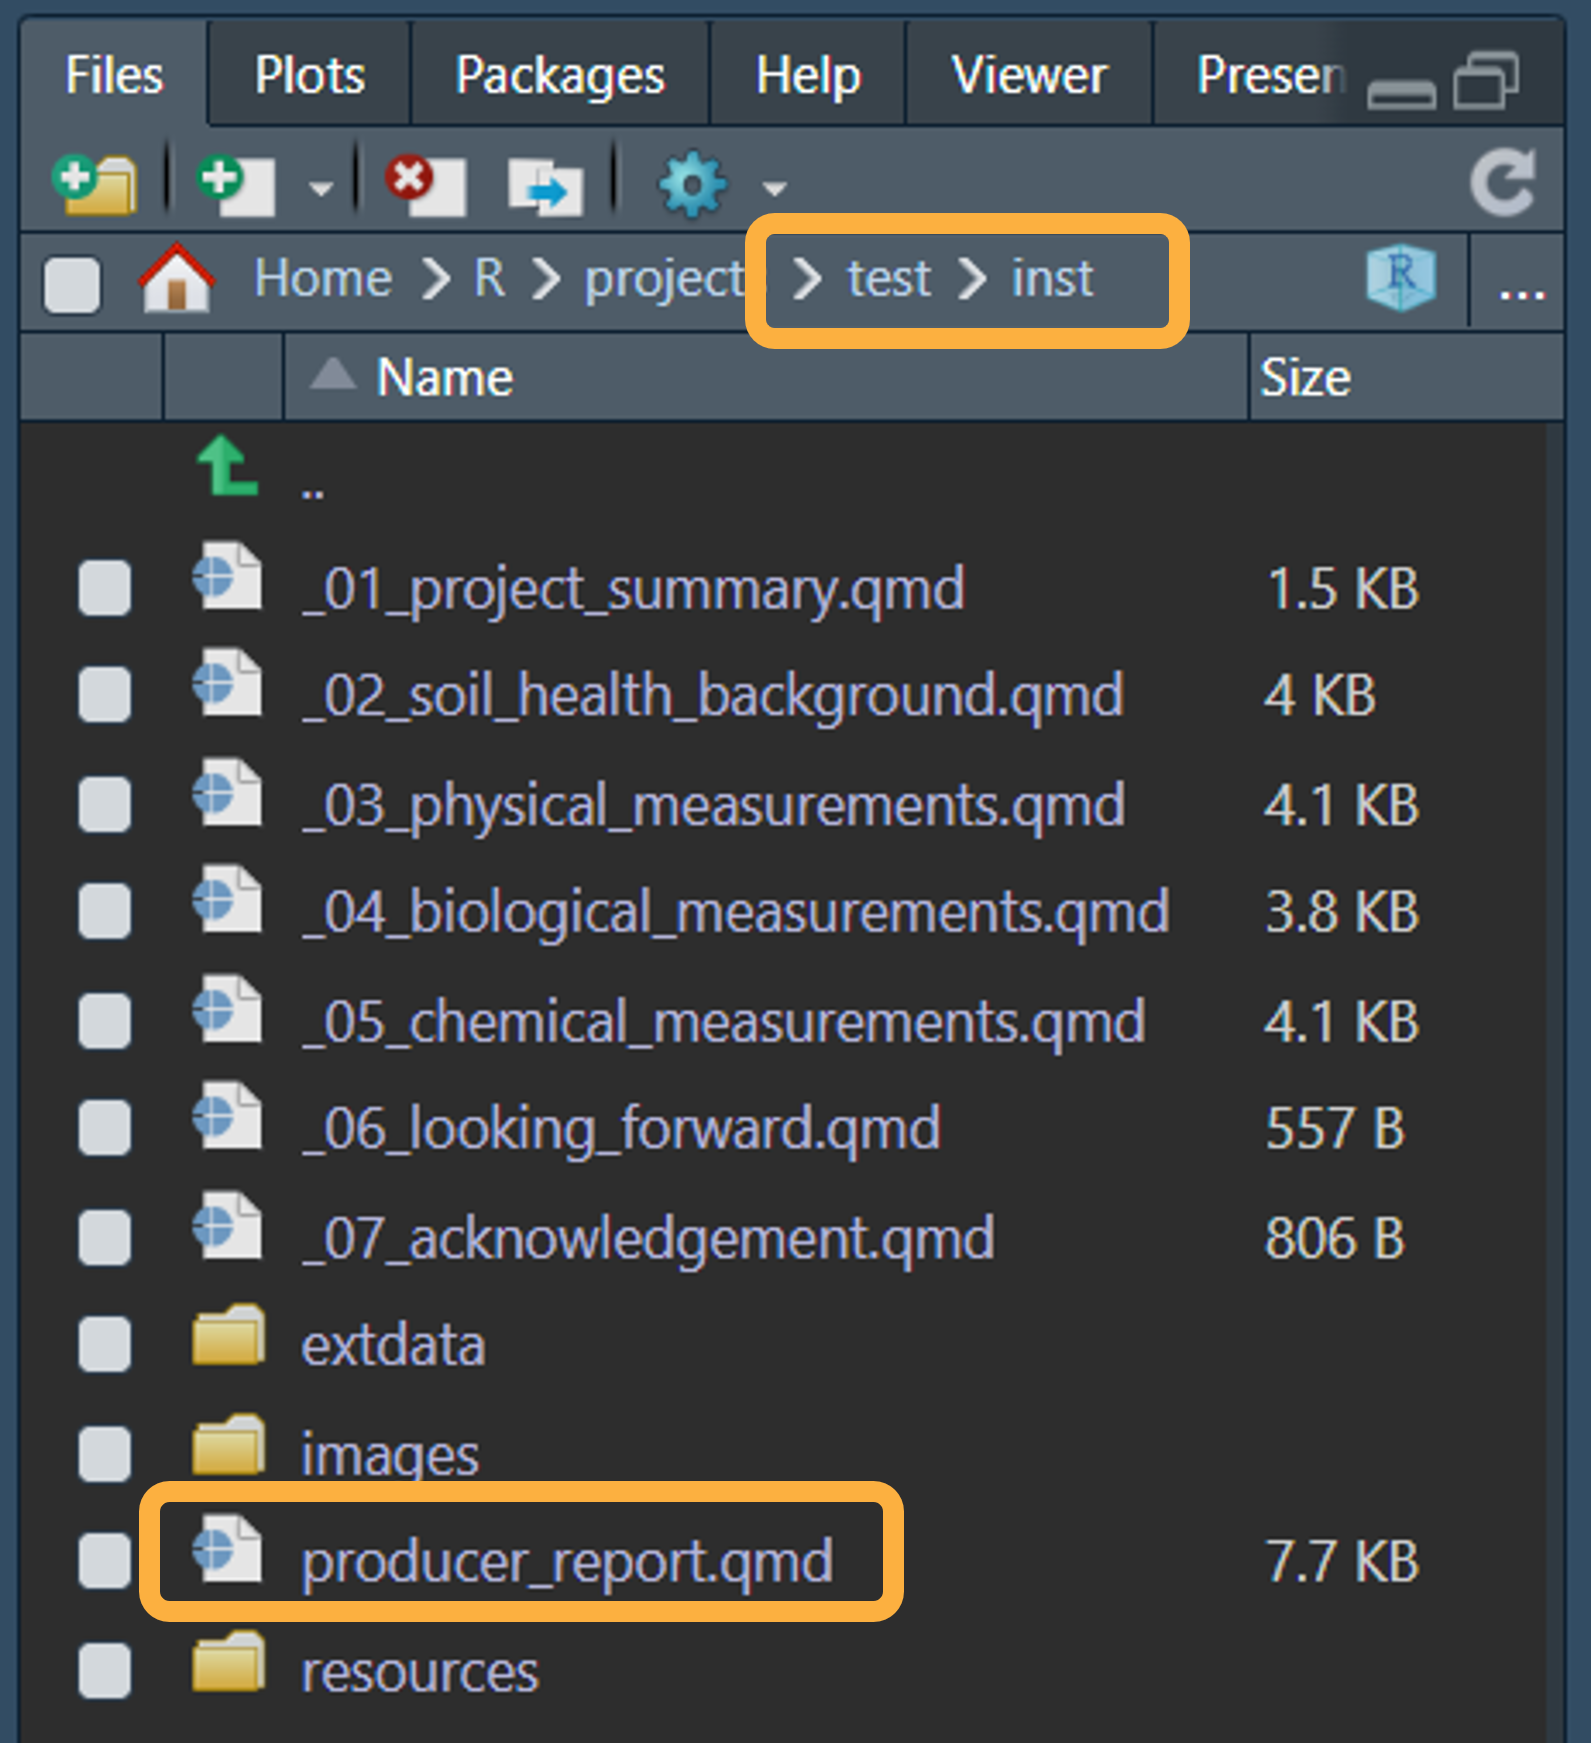 Files Plots Packages Help Viewer Presen
Home R project test inst R ...
Name Size
..
_01_project_summary.qmd 1.5 KB
_02_soil_health_background.qmd 4 KB
_03_physical_measurements.qmd 4.1 KB
_04_biological_measurements.qmd 3.8 KB
_05_chemical_measurements.qmd 4.1 KB
_06_looking_forward.qmd 557 B
_07_acknowledgement.qmd 806 B
extdata
images
producer_report.qmd 7.7 KB
resources